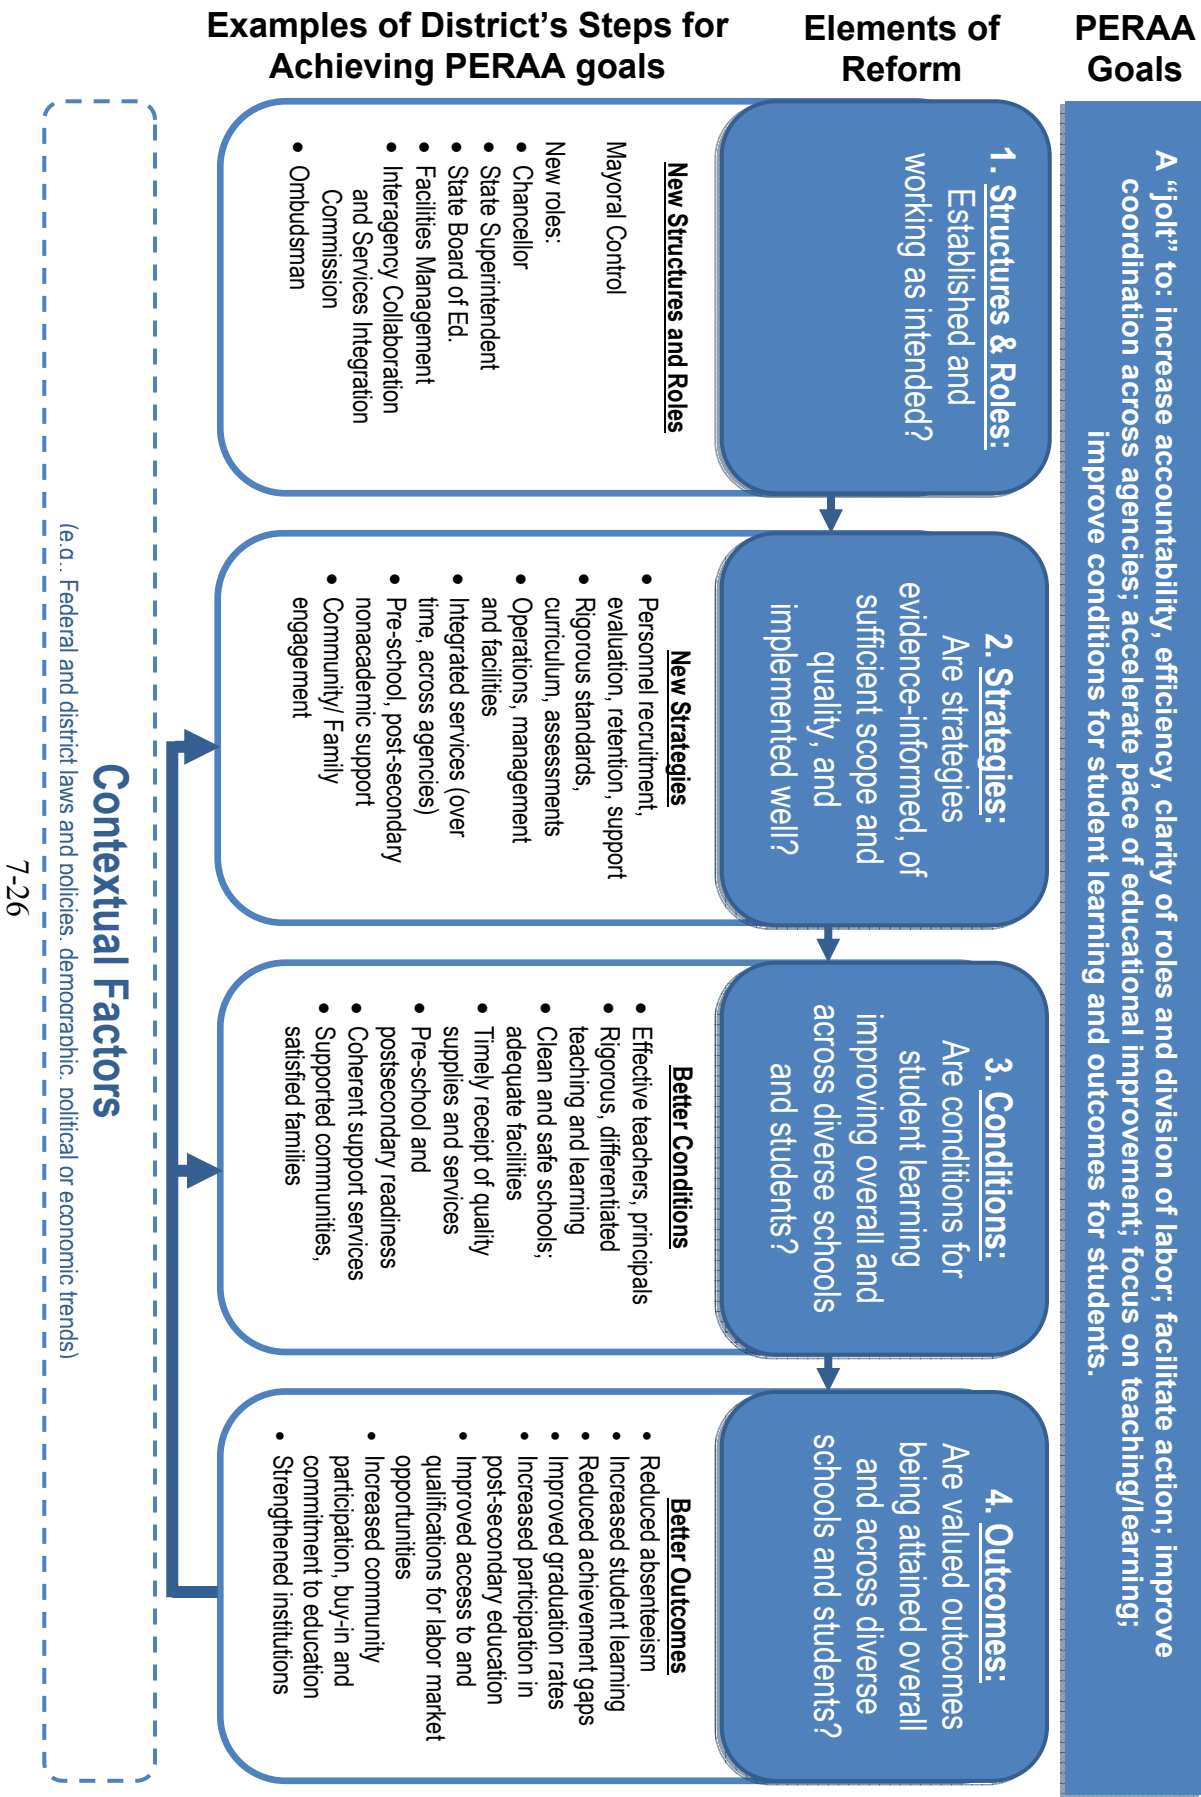 Examples of District’s Steps for
Achieving PERAA goals
Elements of
Reform
PERAA
Goals
A “jolt” to: increase accountability, efficiency, clarity of roles and division of labor; facilitate action; improve
coordination across agencies; accelerate pace of educational improvement; focus on teaching/learning;
improve conditions for student learning and outcomes for students.
1. Structures & Roles:
Established and
working as intended?
New Structures and Roles
Mayoral Control
New roles:
• Chancellor
• State Superintendent
• State Board of Ed.
• Facilities Management
• Interagency Collaboration
and Services Integration
Commission
• Ombudsman
2. Strategies:
Are strategies
evidence-informed, of
sufficient scope and
quality, and
implemented well?
New Strategies
• Personnel recruitment,
evaluation, retention, support
• Rigorous standards,
curriculum, assessments
• Operations, management
and facilities
• Integrated services (over
time, across agencies)
• Pre-school, post-secondary
nonacademic support
• Community/ Family
engagement
3. Conditions:
Are conditions for
student learning
improving overall and
across diverse schools
and students?
Better Conditions
• Effective teachers, principals
• Rigorous, differentiated
teaching and learning
• Clean and safe schools;
adequate facilities
• Timely receipt of quality
supplies and services
• Pre-school and
postsecondary readiness
• Coherent support services
• Supported communities,
satisfied families
4. Outcomes:
Are valued outcomes
being attained overall
and across diverse
schools and students?
Better Outcomes
• Reduced absenteeism
• Increased student learning
• Reduced achievement gaps
• Improved graduation rates
• Increased participation in
post-secondary education
• Improved access to and
qualifications for labor market
opportunities
• Increased community
participation, buy-in and
commitment to education
• Strengthened institutions
Contextual Factors
(e.g., Federal and district laws and policies, demographic, political or economic trends)
7-26